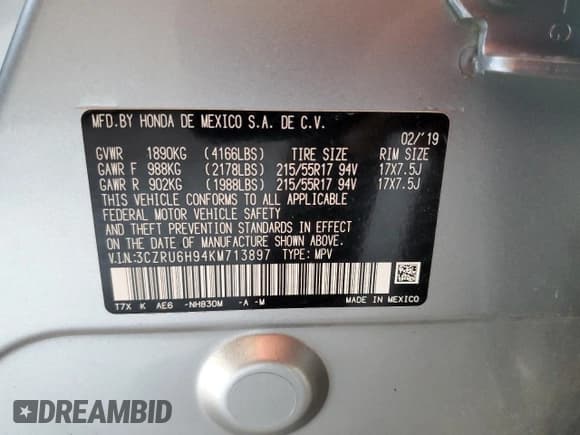 MFD.BY HONDA DE MEXICO S.A. DE C.V.
02/'19
GVWR 1890KG (4166LBS) TIRE SIZE RIM SIZE
GAWR F 988KG (2178LBS) 215/55R17 94V 17X7.5J
GAWR R 902KG (1988LBS) 215/55R17 94V 17X7.5J
THIS VEHICLE CONFORMS TO ALL APPLICABLE
FEDERAL MOTOR VEHICLE SAFETY
AND THEFT PREVENTION STANDARDS IN EFFECT
ON THE DATE OF MANUFACTURE SHOWN ABOVE.
V.I.N:3CZRU6H94KM713897 TYPE: MPV
T7X K AE6 -NH830M -A -M MADE IN MEXICO
DREAMBID